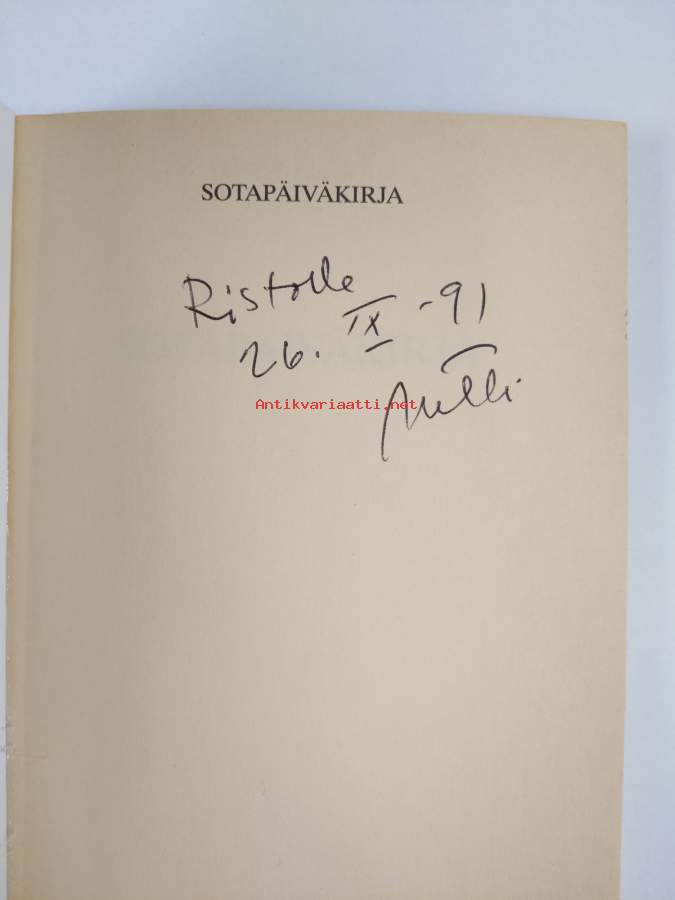 SOTAPÄIVÄKIRJA
Ristolle
26. IX -91
Antikvariaatti.net